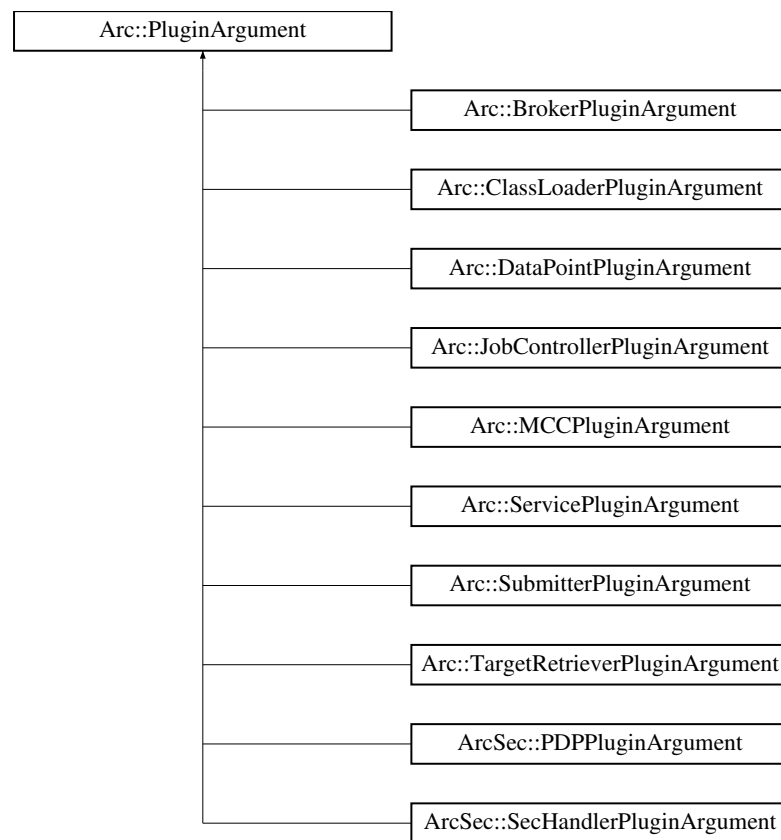 Arc::PluginArgument
Arc::BrokerPluginArgument
Arc::ClassLoaderPluginArgument
Arc::DataPointPluginArgument
Arc::JobControllerPluginArgument
Arc::MCCPluginArgument
Arc::ServicePluginArgument
Arc::SubmitterPluginArgument
Arc::TargetRetrieverPluginArgument
ArcSec::PDPPluginArgument
ArcSec::SecHandlerPluginArgument